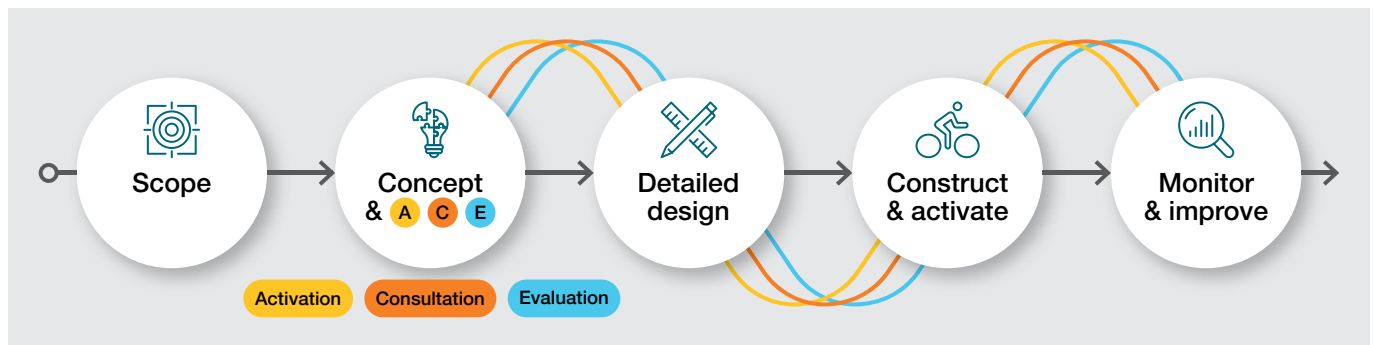 Scope
Concept
& A C E
Detailed
design
Construct
& activate
Monitor
& improve
Activation Consultation Evaluation